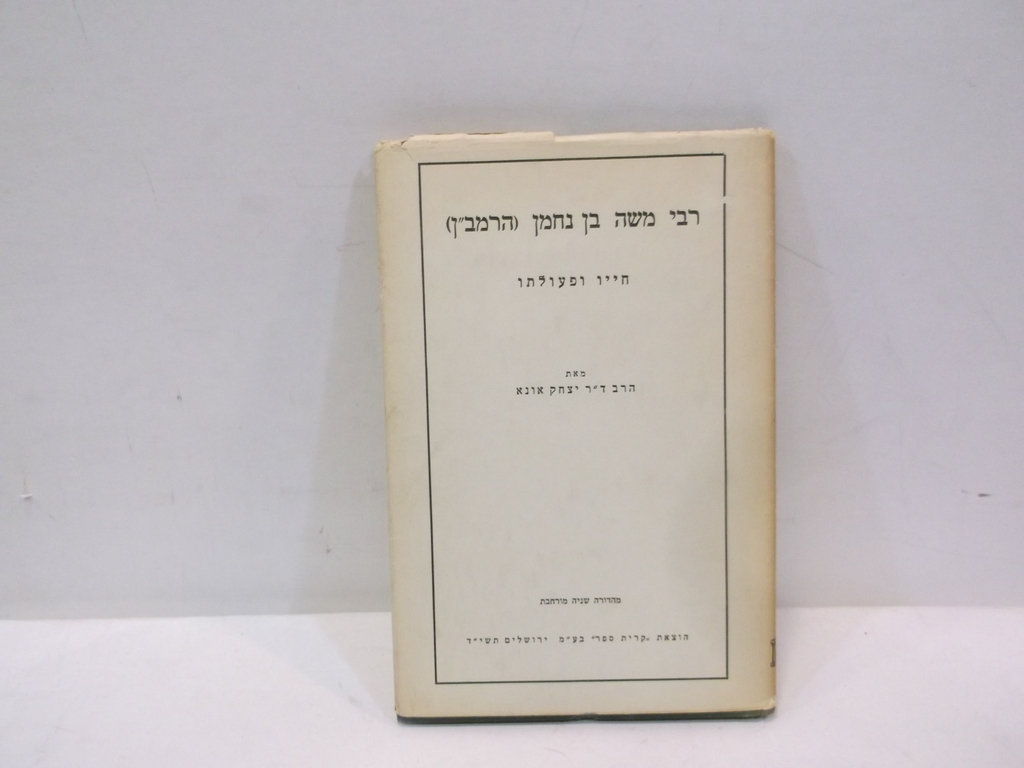 רבי משה בן נחמן (הרמב״ן)
חייו ופעולתו
מאת
הרב ד״ר יצחק אונא
מהדורה שניה מורחבת
הוצאת „קרית ספר״ בע״מ ירושלים תשי״ד